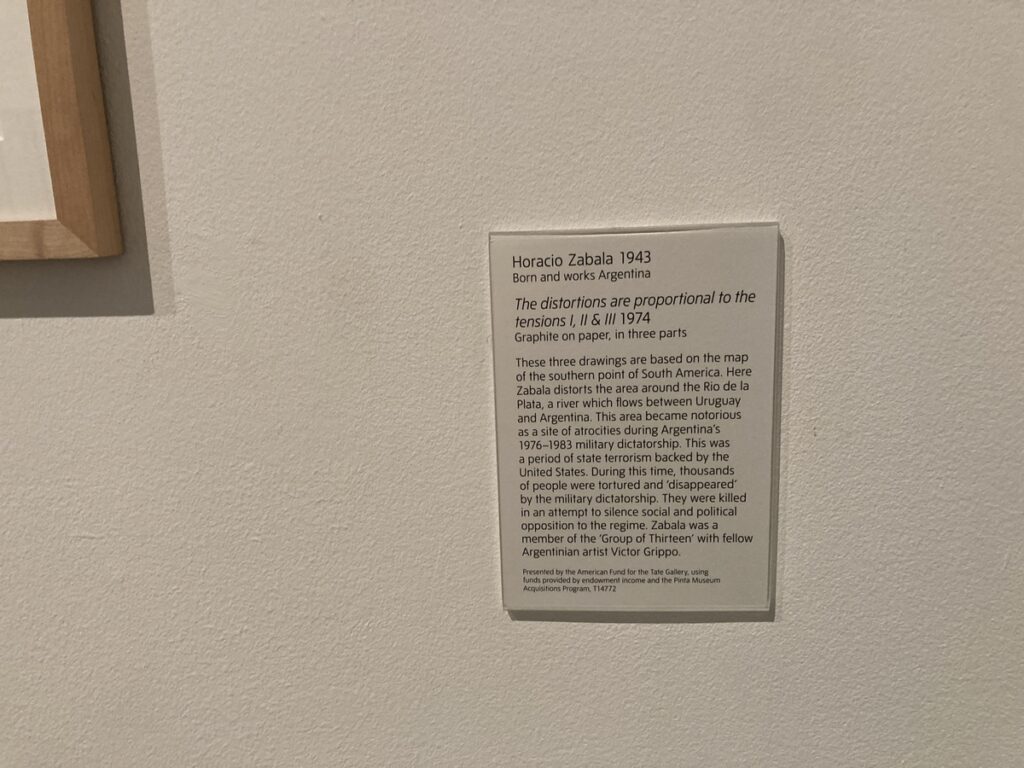 Horacio Zabala 1943
Born and works Argentina
The distortions are proportional to the
tensions I, II & III 1974
Graphite on paper, in three parts
These three drawings are based on the map
of the southern point of South America. Here
Zabala distorts the area around the Rio de la
Plata, a river which flows between Uruguay
and Argentina. This area became notorious
as a site of atrocities during Argentina's
1976–1983 military dictatorship. This was
a period of state terrorism backed by the
United States. During this time, thousands
of people were tortured and 'disappeared'
by the military dictatorship. They were killed
in an attempt to silence social and political
opposition to the regime. Zabala was a
member of the 'Group of Thirteen' with fellow
Argentinian artist Victor Grippo.
Presented by the American Fund for the Tate Gallery, using
funds provided by endowment income and the Pinta Museum
Acquisitions Program, T14772